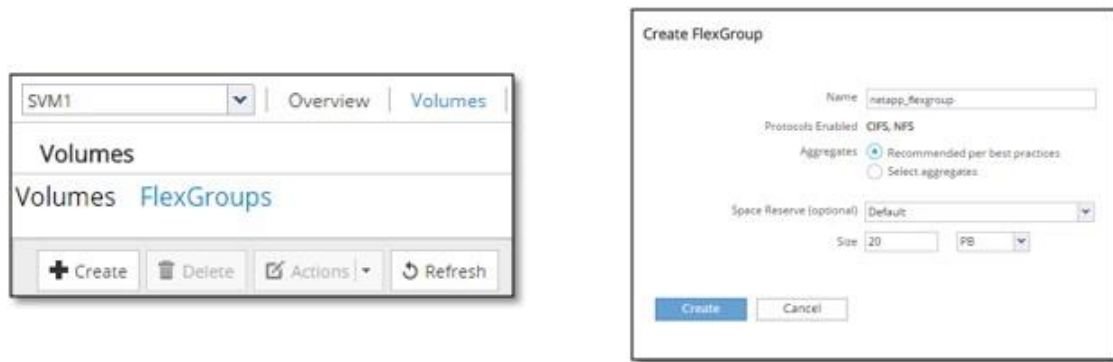 SVM1 Overview Volumes
Volumes
Volumes FlexGroups
Create Delete Actions Refresh
Create FlexGroup
Name netapp_flexgroup
Protocols Enabled CIFS, NFS
Aggregates Recommended per best practices
Select aggregates
Space Reserve (optional) Default
Size 20 PB
Create Cancel